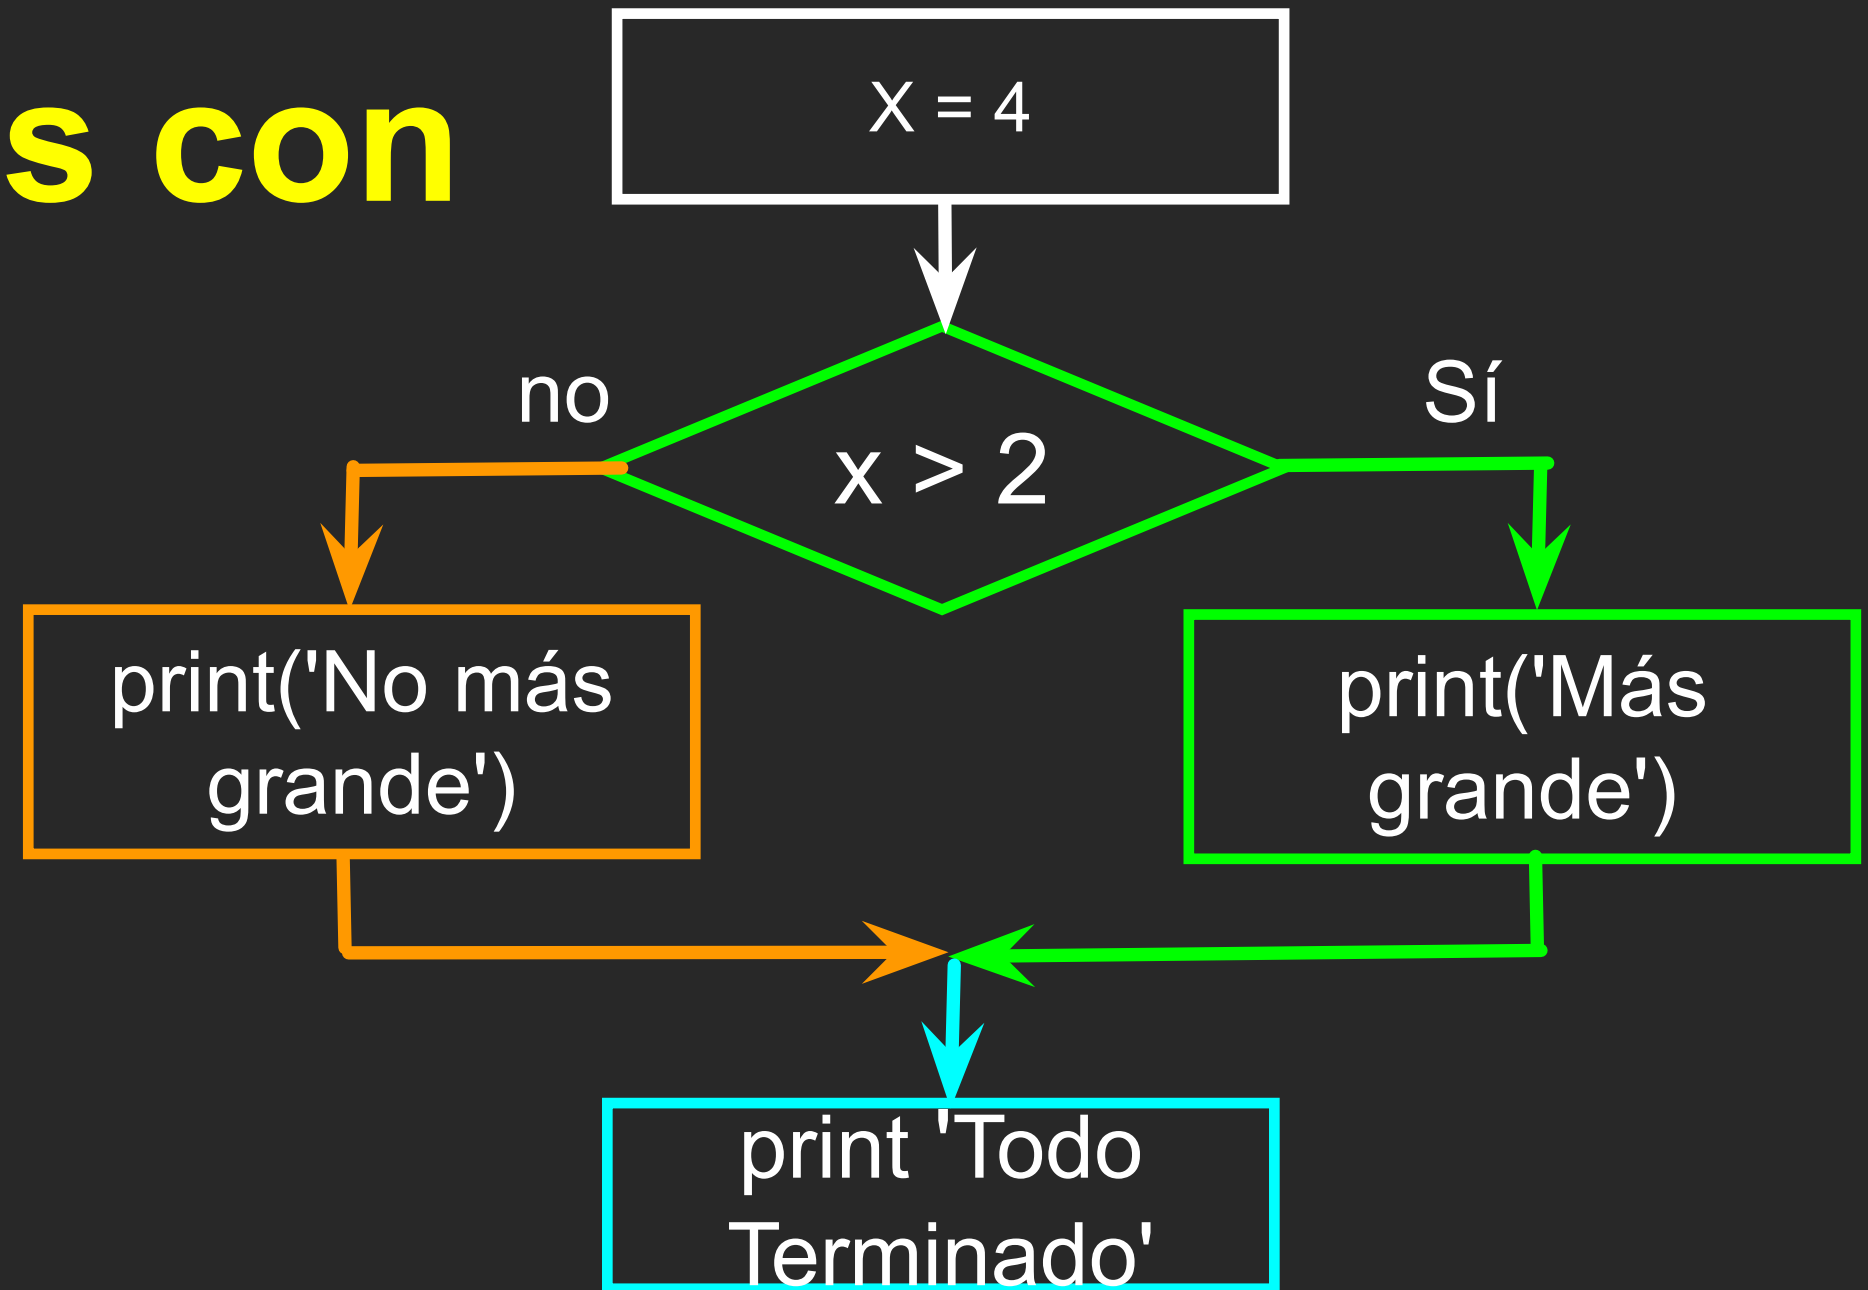 s con
X = 4
no
Sí
x > 2
print('No más
grande')
print('Más
grande')
print 'Todo
Terminado'